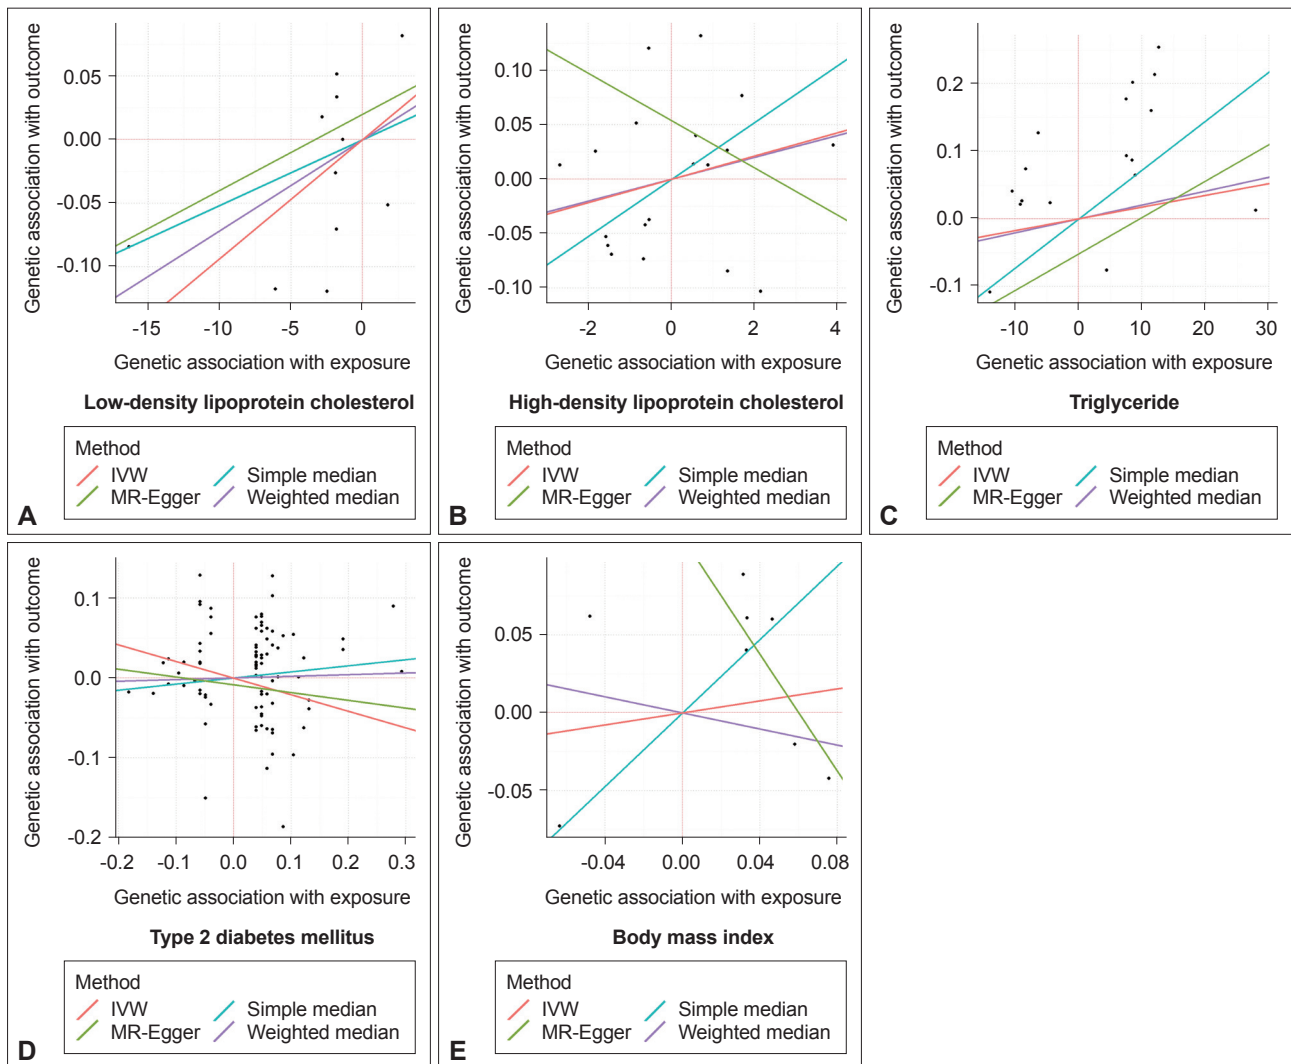 Genetic association with outcome
0.05
0.00
-0.05
-0.10
-15
-10
-5
0
Genetic association with exposure
Low-density lipoprotein cholesterol
Method
IVW
Simple median
MR-Egger
Weighted median
A
Genetic association with outcome
0.10
0.05
0.00
-0.05
-0.10
-2
0
2
4
Genetic association with exposure
High-density lipoprotein cholesterol
Method
IVW
Simple median
MR-Egger
Weighted median
B
Genetic association with outcome
0.2
0.1
0.0
-0.1
-10
0
10
20
30
Genetic association with exposure
Triglyceride
Method
IVW
Simple median
MR-Egger
Weighted median
C
Genetic association with outcome
0.1
0.0
-0.1
-0.2
-0.2
-0.1
0.0
0.1
0.2
0.3
Genetic association with exposure
Type 2 diabetes mellitus
Method
IVW
Simple median
MR-Egger
Weighted median
D
Genetic association with outcome
0.05
0.00
-0.05
-0.04
0.00
0.04
0.08
Genetic association with exposure
Body mass index
Method
IVW
Simple median
MR-Egger
Weighted median
E